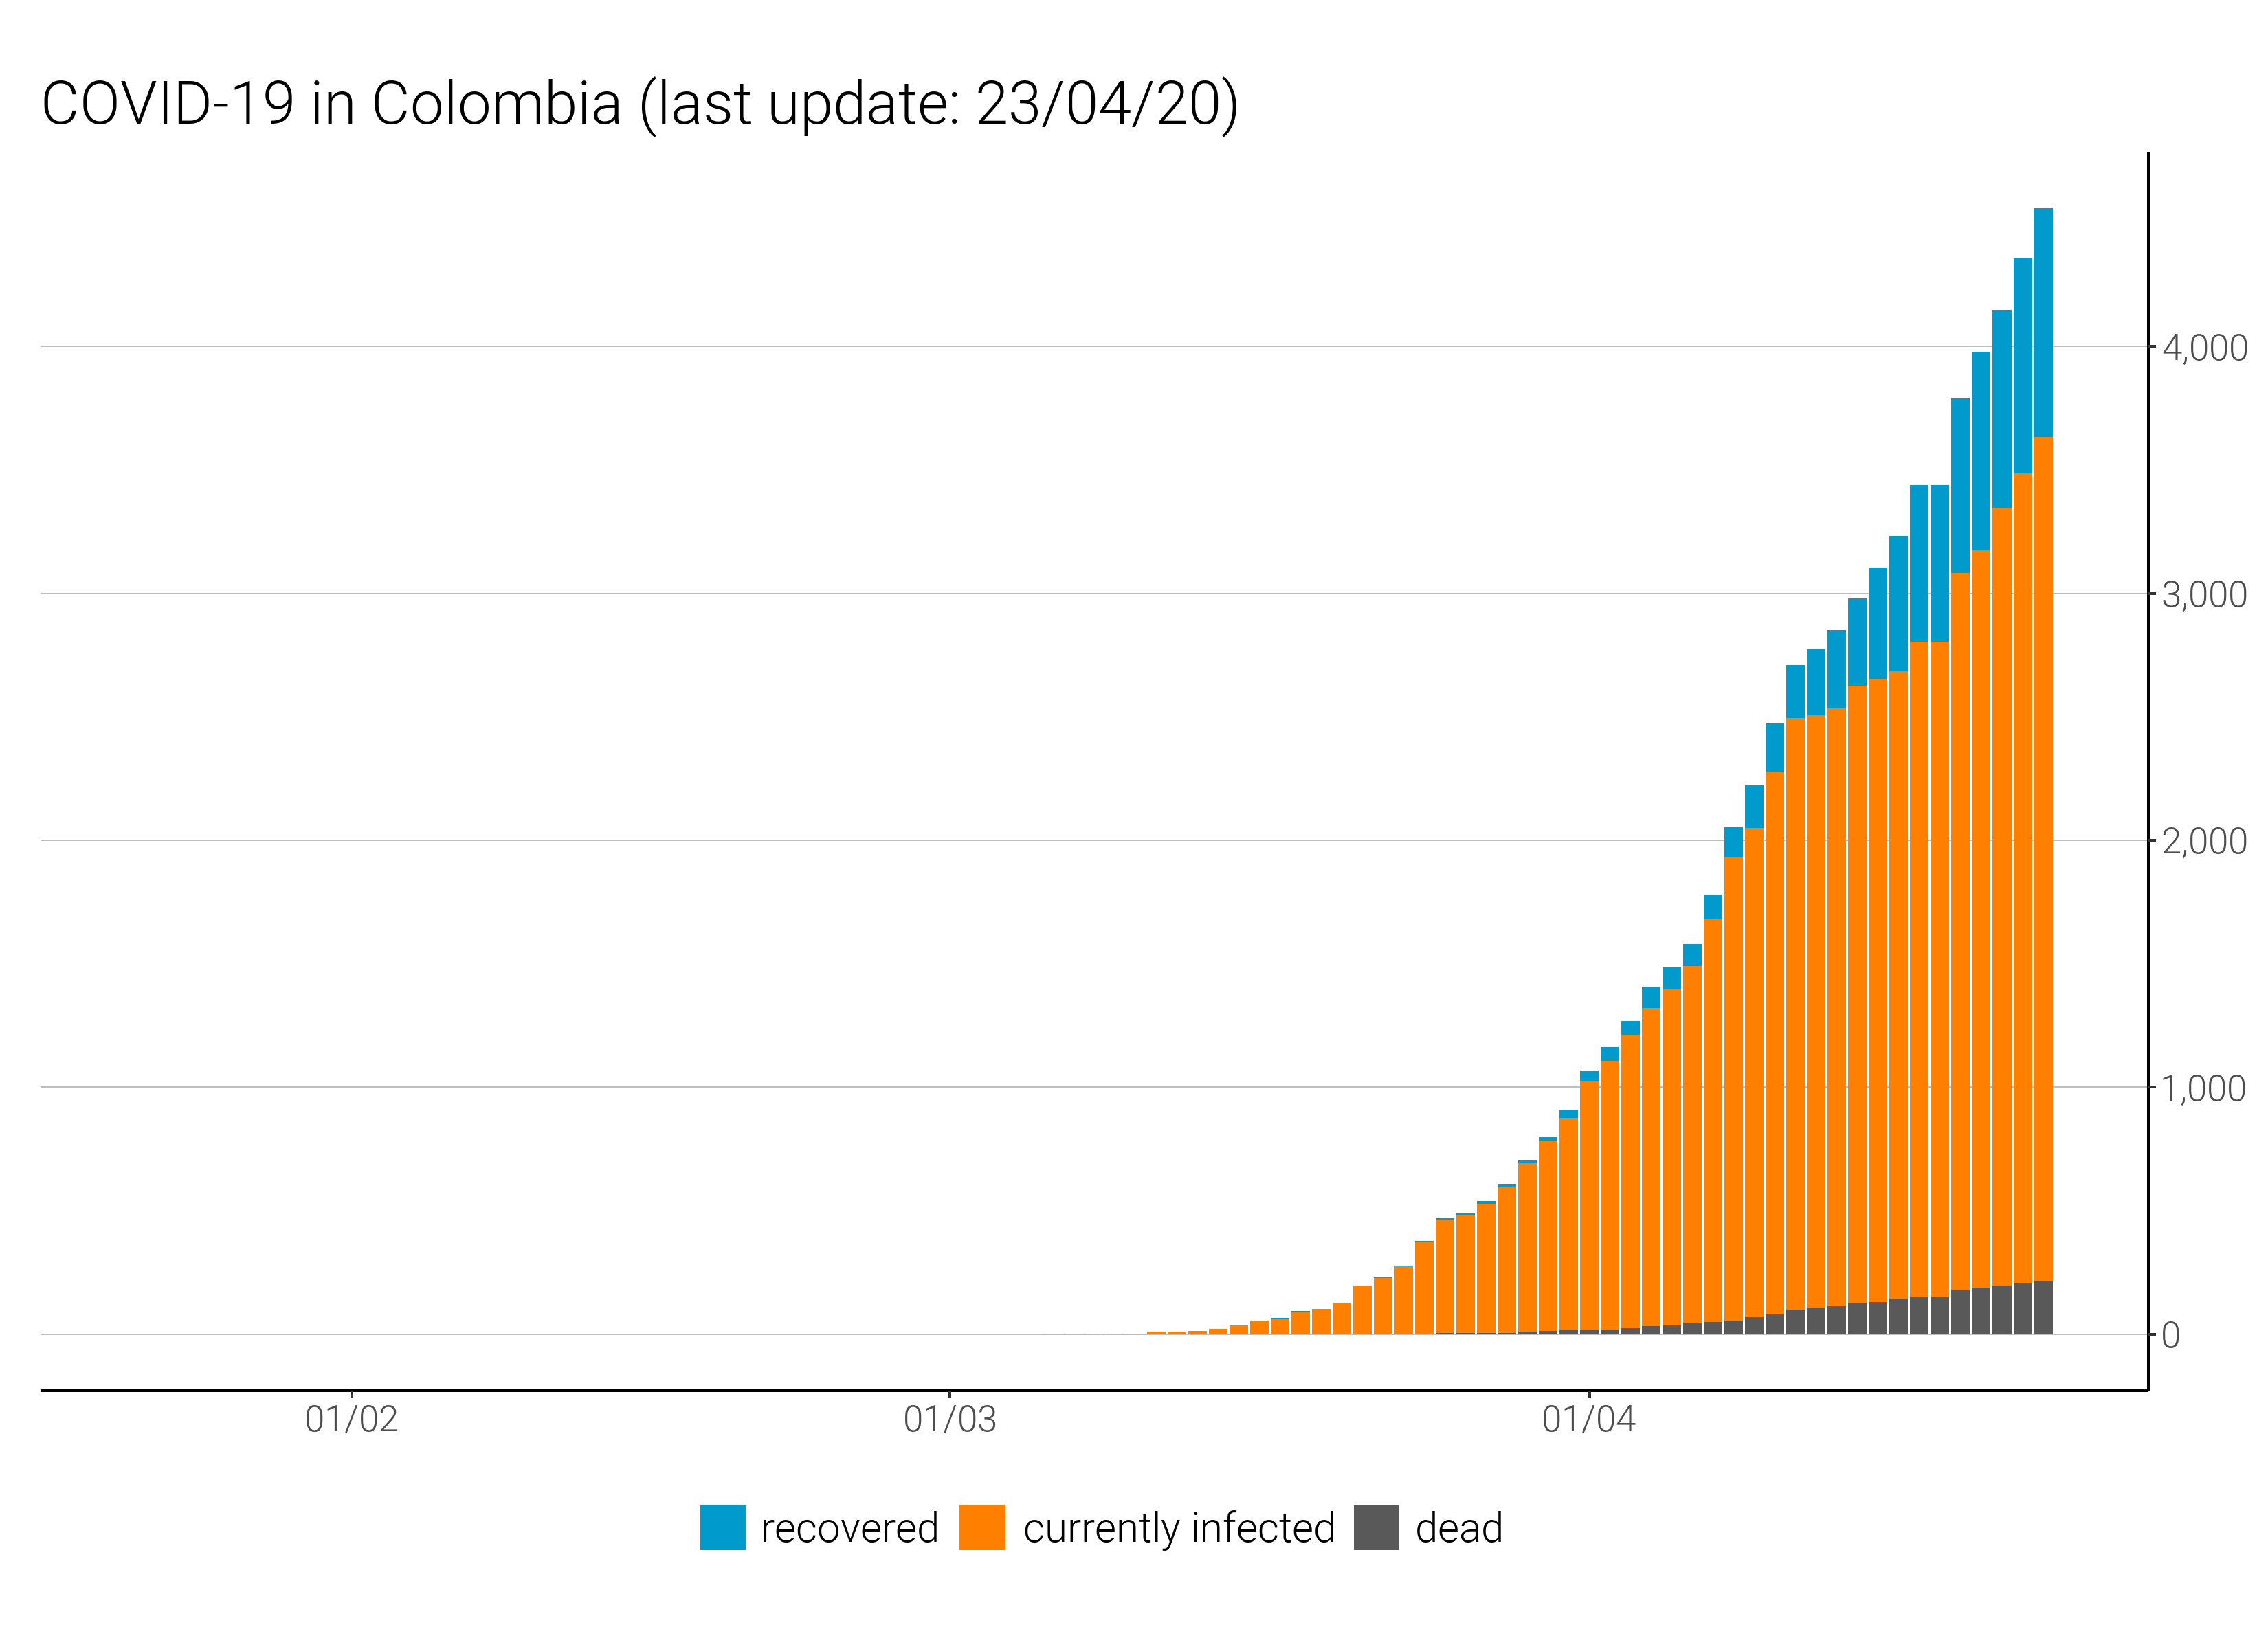 COVID-19 in Colombia (last update: 23/04/20)
4,000
3,000
2,000
1,000
0
01/02 01/03 01/04
recovered currently infected dead